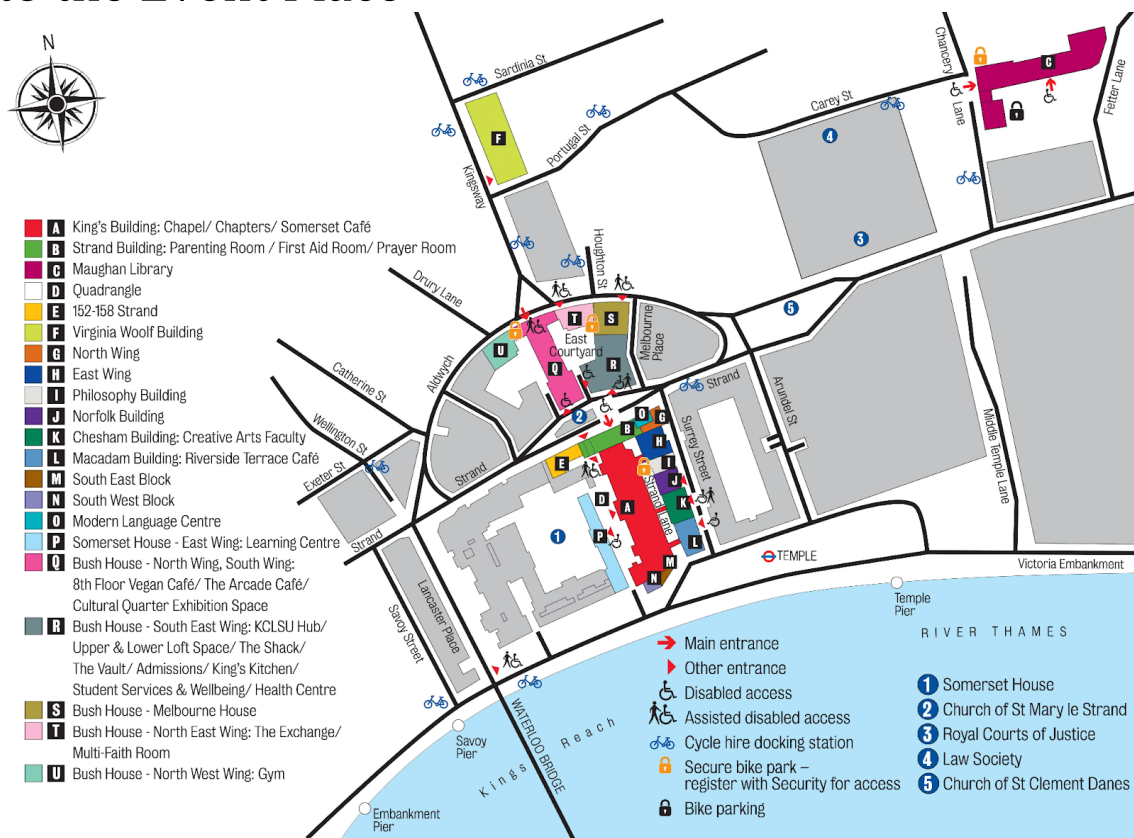 N
Sardinia St
Chancery
Lane
C
Fetter Lane
Carey St
F
Portugal St
Kingsway
4
3
Houghton St
Drury Lane
5
A King's Building: Chapel/ Chapters/ Somerset Café
B Strand Building: Parenting Room / First Aid Room/ Prayer Room
C Maughan Library
D Quadrangle
E 152-158 Strand
F Virginia Woolf Building
G North Wing
H East Wing
I Philosophy Building
J Norfolk Building
K Chesham Building: Creative Arts Faculty
L Macadam Building: Riverside Terrace Café
M South East Block
N South West Block
O Modern Language Centre
P Somerset House - East Wing: Learning Centre
Q Bush House - North Wing, South Wing:
8th Floor Vegan Café/ The Arcade Café/
Cultural Quarter Exhibition Space
R Bush House - South East Wing: KCLSU Hub/
Upper & Lower Loft Space/ The Shack/
The Vault/ Admissions/ King's Kitchen/
Student Services & Wellbeing/ Health Centre
S Bush House - Melbourne House
T Bush House - North East Wing: The Exchange/
Multi-Faith Room
U Bush House - North West Wing: Gym
T
S
East
Courtyard
U
Q
R
Melbourne
Place
Aldwych
Catherine St
Wellington St
Exeter St
Strand
Strand
Strand
2
O
G
B
H
E
I
J
D
A
K
P
L
M
N
1
Strand Lane
Surrey Street
Arundel St
Middle Temple Lane
TEMPLE
Victoria Embankment
Temple
Pier
RIVER THAMES
Lancaster Place
Savoy Street
WATERLOO BRIDGE
Kings Reach
Savoy
Pier
Embankment
Pier
Main entrance
Other entrance
Disabled access
Assisted disabled access
Cycle hire docking station
Secure bike park –
register with Security for access
Bike parking
1 Somerset House
2 Church of St Mary le Strand
3 Royal Courts of Justice
4 Law Society
5 Church of St Clement Danes